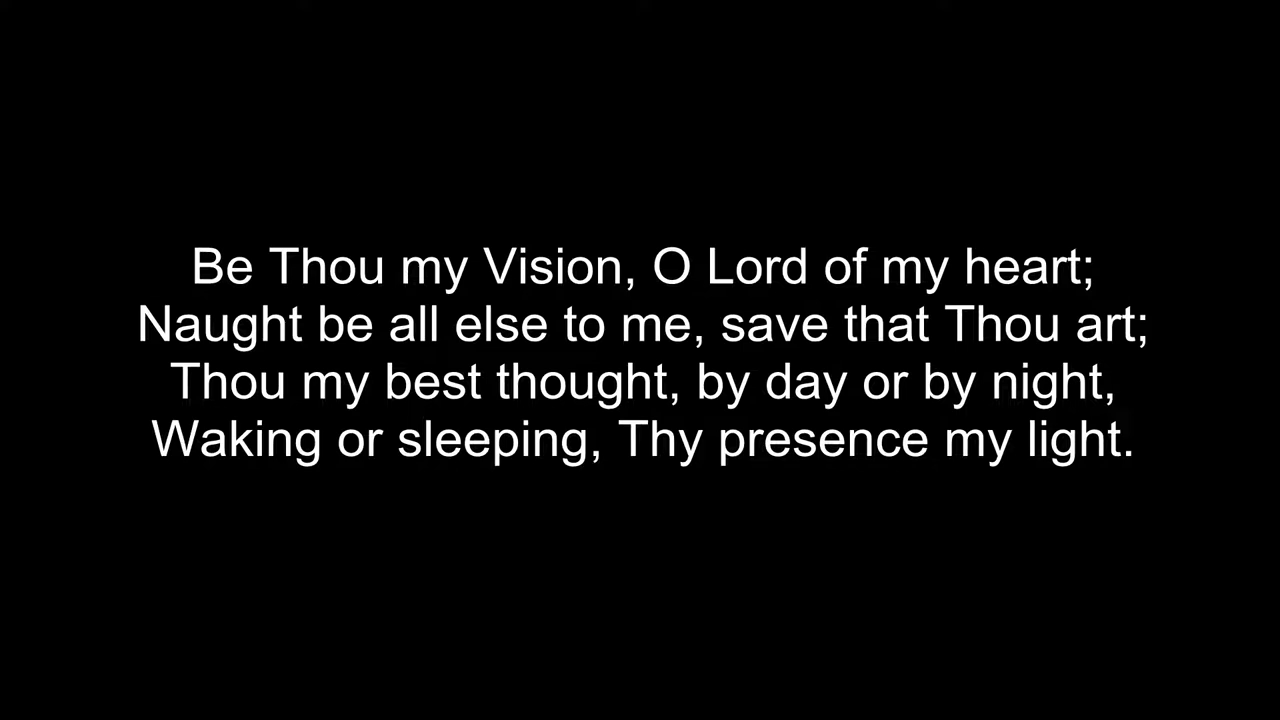 Be Thou my Vision, O Lord of my heart;
Naught be all else to me, save that Thou art;
Thou my best thought, by day or by night,
Waking or sleeping, Thy presence my light.